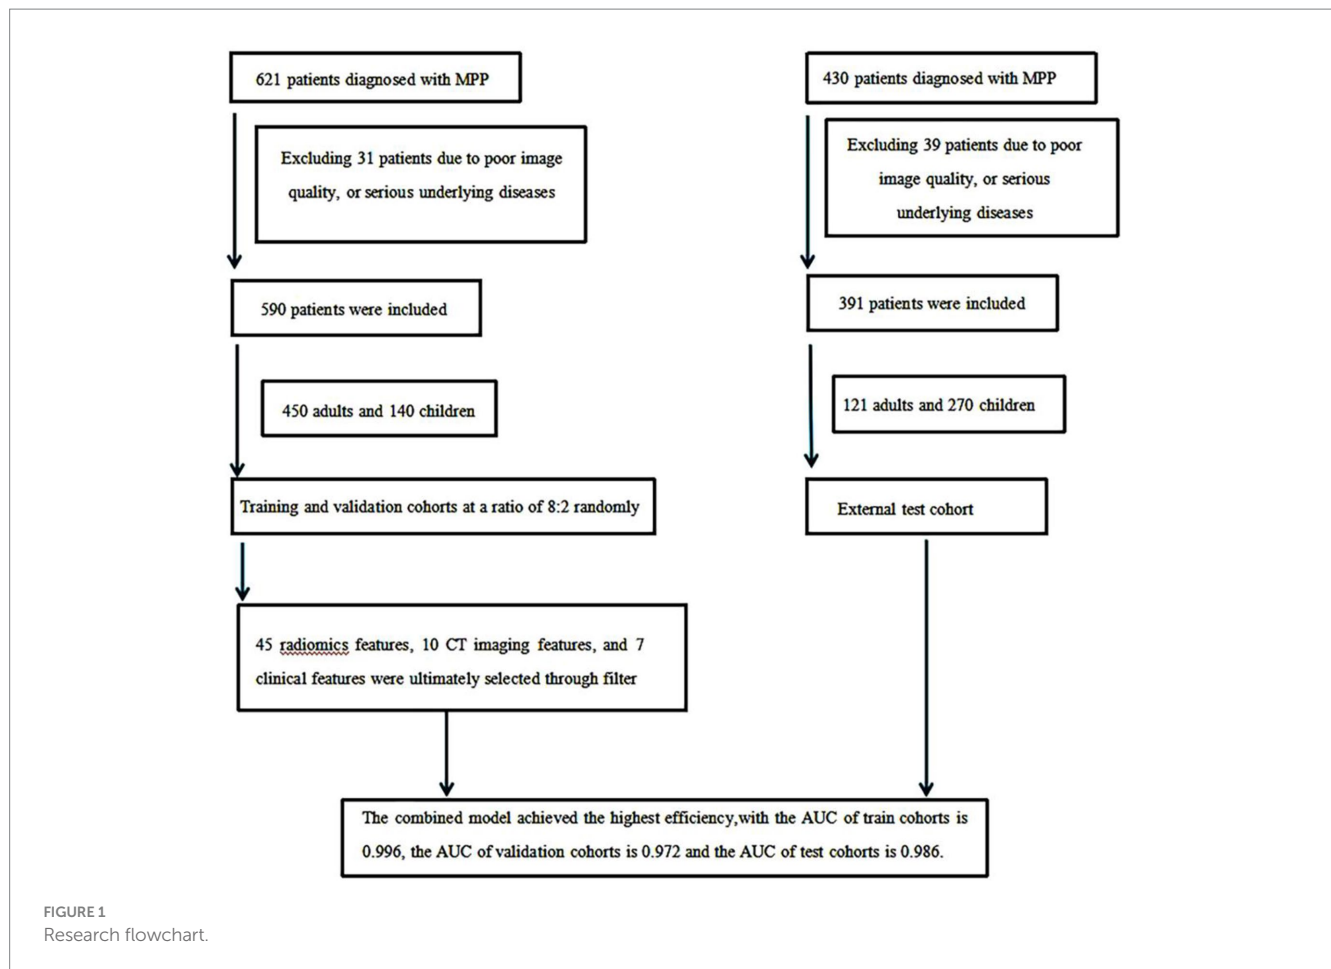 621 patients diagnosed with MPP
Excluding 31 patients due to poor image
quality, or serious underlying diseases
590 patients were included
450 adults and 140 children
Training and validation cohorts at a ratio of 8:2 randomly
45 radiomics features, 10 CT imaging features, and 7
clinical features were ultimately selected through filter
430 patients diagnosed with MPP
Excluding 39 patients due to poor
image quality, or serious
underlying diseases
391 patients were included
121 adults and 270 children
External test cohort
The combined model achieved the highest efficiency,with the AUC of train cohorts is
0.996, the AUC of validation cohorts is 0.972 and the AUC of test cohorts is 0.986.
FIGURE 1
Research flowchart.